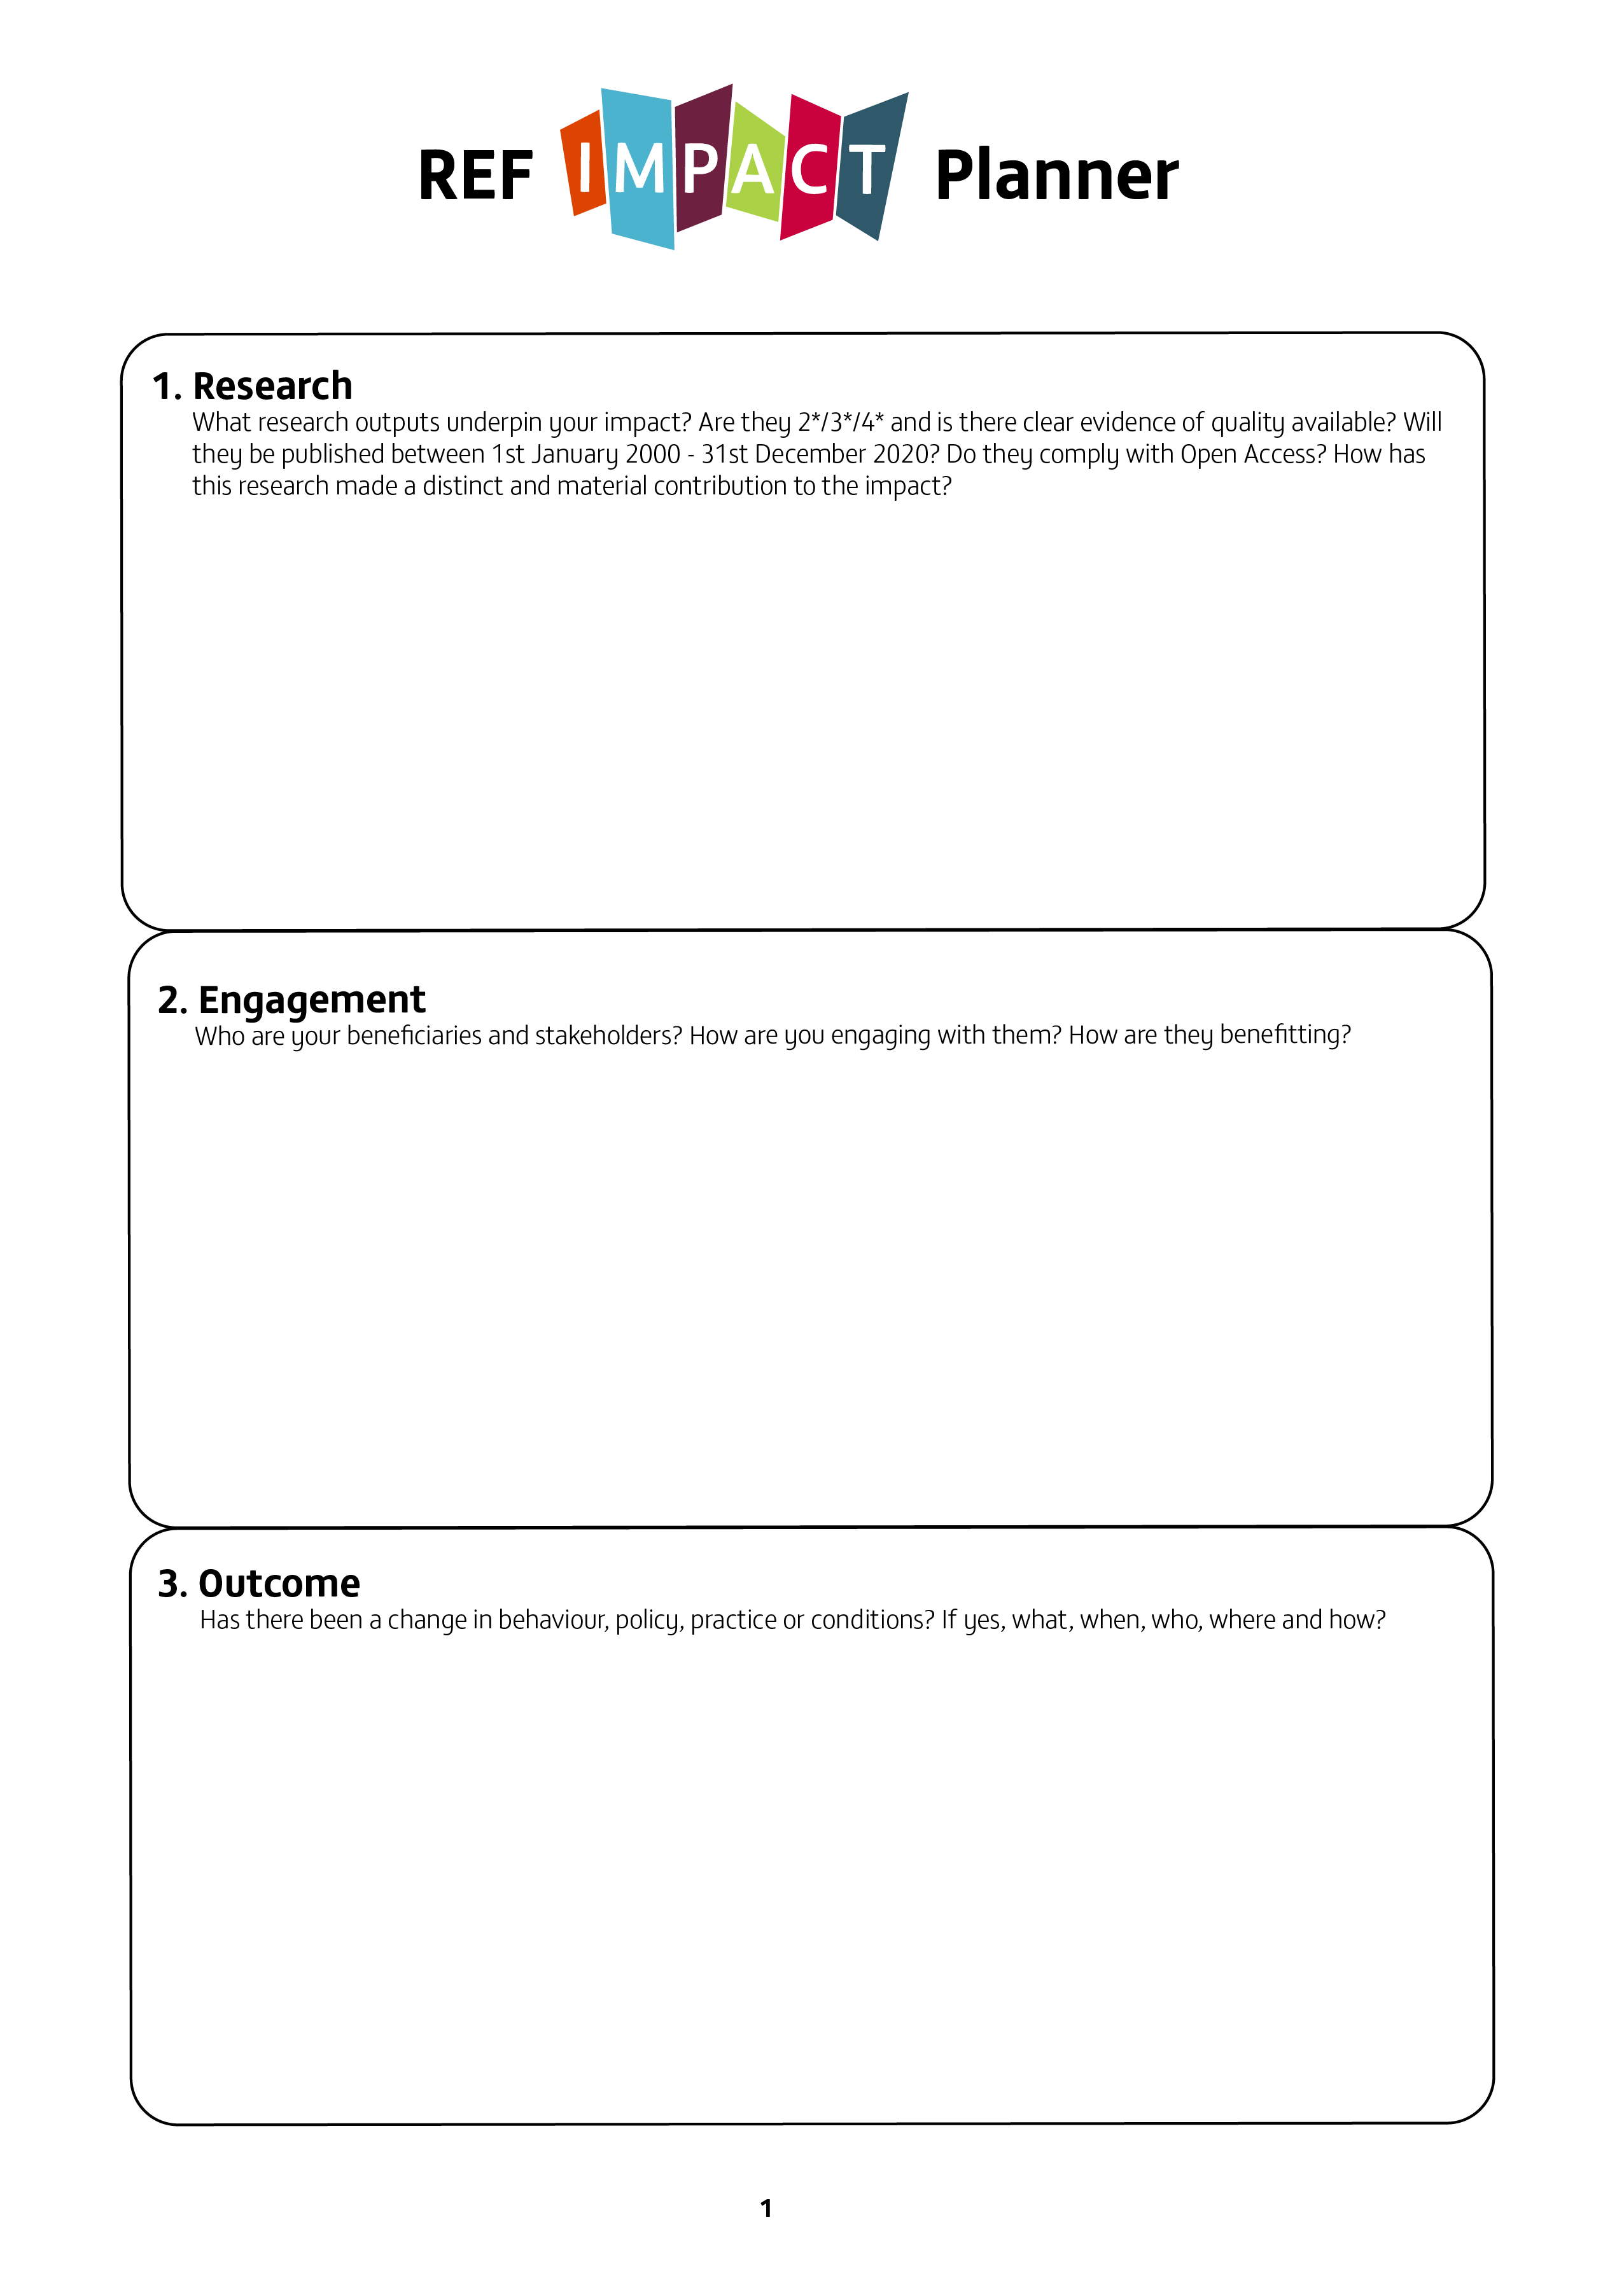 REF IMPACT Planner
1. Research
What research outputs underpin your impact? Are they 2*/3*/4* and is there clear evidence of quality available? Will
they be published between 1st January 2000 - 31st December 2020? Do they comply with Open Access? How has
this research made a distinct and material contribution to the impact?
2. Engagement
Who are your beneficiaries and stakeholders? How are you engaging with them? How are they benefitting?
3. Outcome
Has there been a change in behaviour, policy, practice or conditions? If yes, what, when, who, where and how?
1